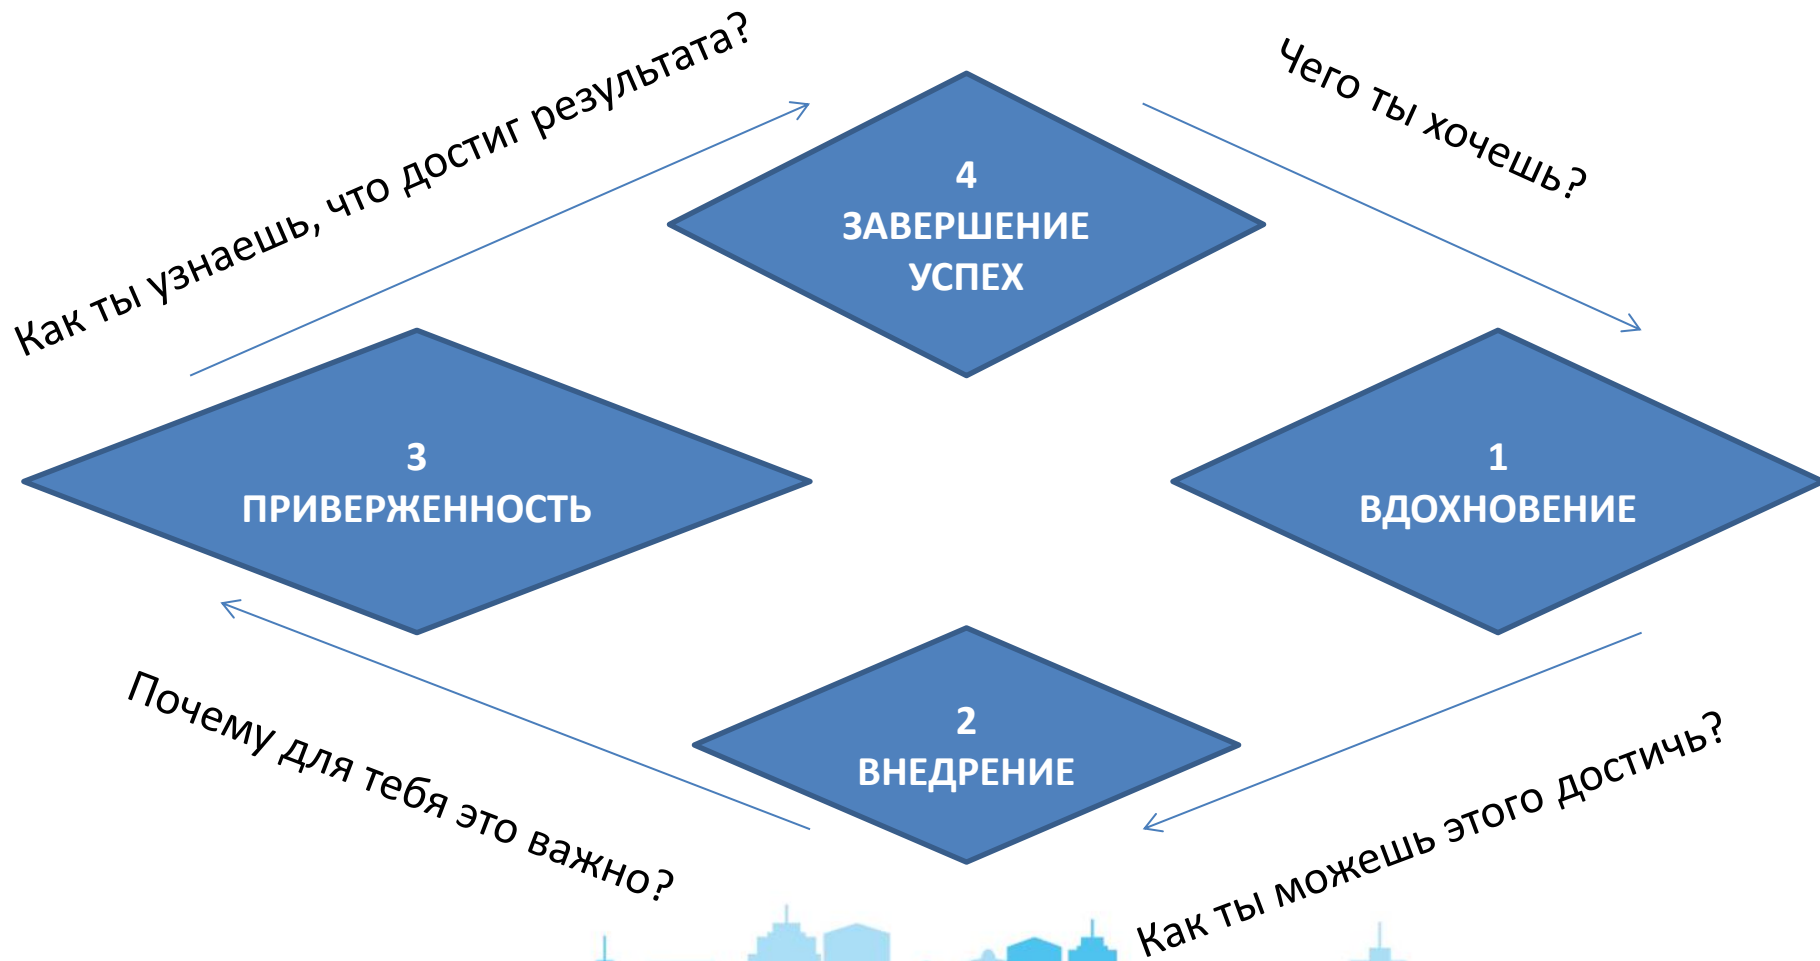 Как ты узнаешь, что достиг результата?
Чего ты хочешь?
4
ЗАВЕРШЕНИЕ
УСПЕХ
3
ПРИВЕРЖЕННОСТЬ
1
ВДОХНОВЕНИЕ
2
ВНЕДРЕНИЕ
Почему для тебя это важно?
Как ты можешь этого достичь?